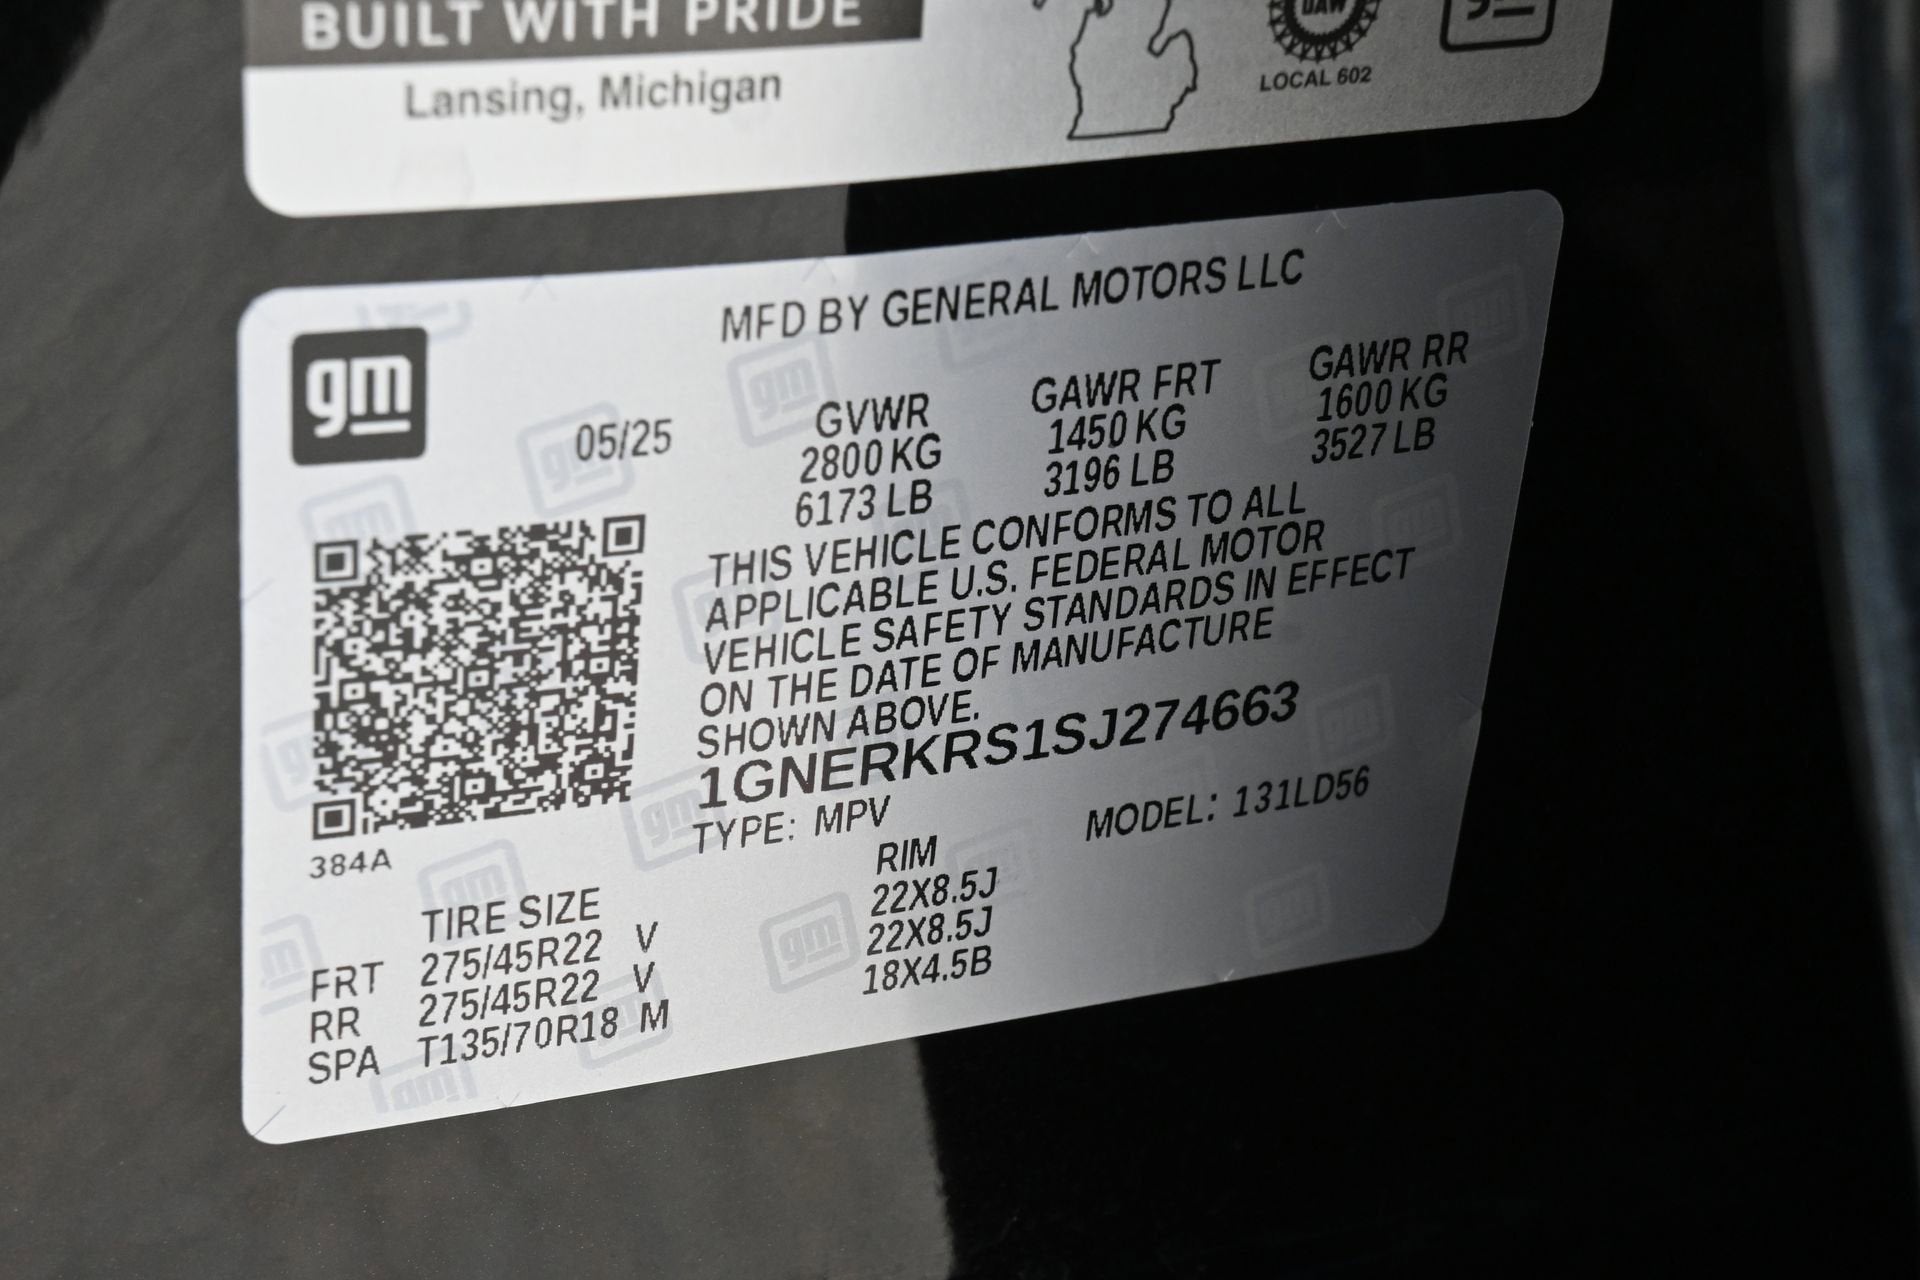 BUILT WITH PRIDE
Lansing, Michigan
UAW
LOCAL 602
gm
gm
MFD BY GENERAL MOTORS LLC
05/25
GVWR GAWR FRT GAWR RR
2800 KG 1450 KG 1600 KG
6173 LB 3196 LB 3527 LB
THIS VEHICLE CONFORMS TO ALL
APPLICABLE U.S. FEDERAL MOTOR
VEHICLE SAFETY STANDARDS IN EFFECT
ON THE DATE OF MANUFACTURE
SHOWN ABOVE.
1GNERKRS1SJ274663
TYPE: MPV MODEL: 131LD56
384A
TIRE SIZE RIM
FRT 275/45R22 V 22X8.5J
RR 275/45R22 V 22X8.5J
SPA T135/70R18 M 18X4.5B